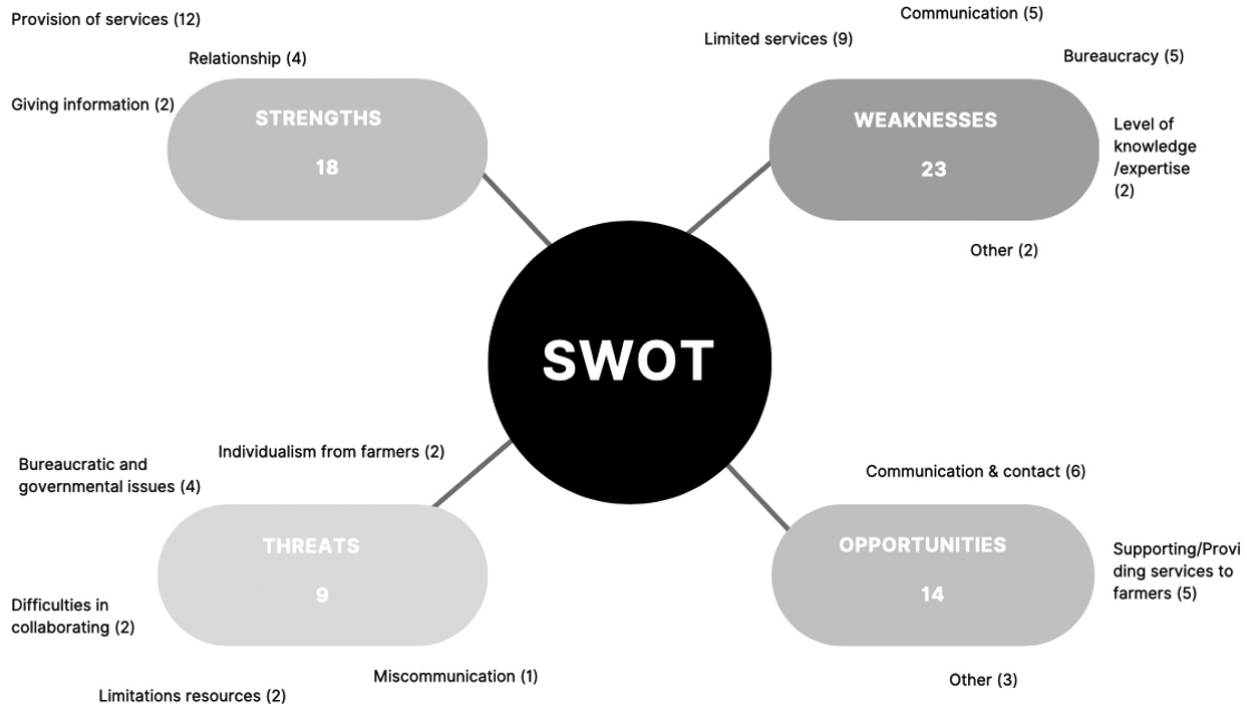 Provision of services (12)
Relationship (4)
Giving information (2)
STRENGTHS
18
Communication (5)
Limited services (9)
Bureaucracy (5)
WEAKNESSES
23
Level of
knowledge
/expertise
(2)
Other (2)
SWOT
Individualism from farmers (2)
Bureaucratic and
governmental issues (4)
THREATS
9
Difficulties in
collaborating (2)
Miscommunication (1)
Limitations resources (2)
Communication & contact (6)
OPPORTUNITIES
14
Supporting/Provi
ding services to
farmers (5)
Other (3)